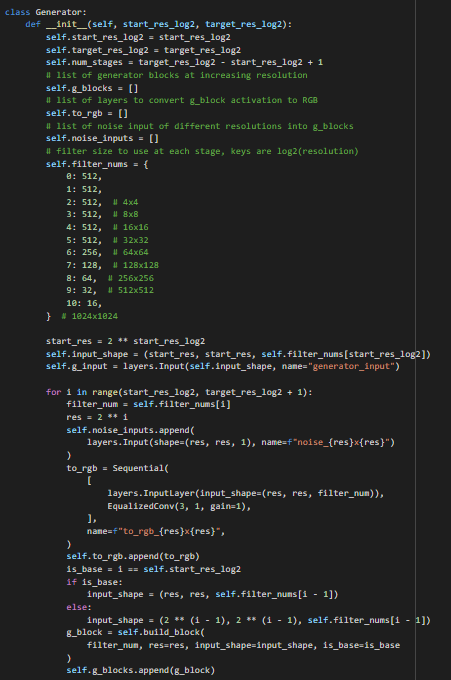 class Generator:
    def __init__(self, start_res_log2, target_res_log2):
        self.start_res_log2 = start_res_log2
        self.target_res_log2 = target_res_log2
        self.num_stages = target_res_log2 - start_res_log2 + 1
        # list of generator blocks at increasing resolution
        self.g_blocks = []
        # list of layers to convert g_block activation to RGB
        self.to_rgb = []
        # list of noise input of different resolutions into g_blocks
        self.noise_inputs = []
        # filter size to use at each stage, keys are log2(resolution)
        self.filter_nums = {
            0: 512,
            1: 512,
            2: 512,  # 4x4
            3: 512,  # 8x8
            4: 512,  # 16x16
            5: 512,  # 32x32
            6: 256,  # 64x64
            7: 128,  # 128x128
            8: 64,  # 256x256
            9: 32,  # 512x512
            10: 16,
        }  # 1024x1024

        start_res = 2 ** start_res_log2
        self.input_shape = (start_res, start_res, self.filter_nums[start_res_log2])
        self.g_input = layers.Input(self.input_shape, name="generator_input")

        for i in range(start_res_log2, target_res_log2 + 1):
            filter_num = self.filter_nums[i]
            res = 2 ** i
            self.noise_inputs.append(
                layers.Input(shape=(res, res, 1), name=f"noise_{res}x{res}")
            )
            to_rgb = Sequential(
                [
                    layers.InputLayer(input_shape=(res, res, filter_num)),
                    EqualizedConv(3, 1, gain=1),
                ],
                name=f"to_rgb_{res}x{res}",
            )
            self.to_rgb.append(to_rgb)
            is_base = i == self.start_res_log2
            if is_base:
                input_shape = (res, res, self.filter_nums[i - 1])
            else:
                input_shape = (2 ** (i - 1), 2 ** (i - 1), self.filter_nums[i - 1])
            g_block = self.build_block(
                filter_num, res=res, input_shape=input_shape, is_base=is_base
            )
            self.g_blocks.append(g_block)